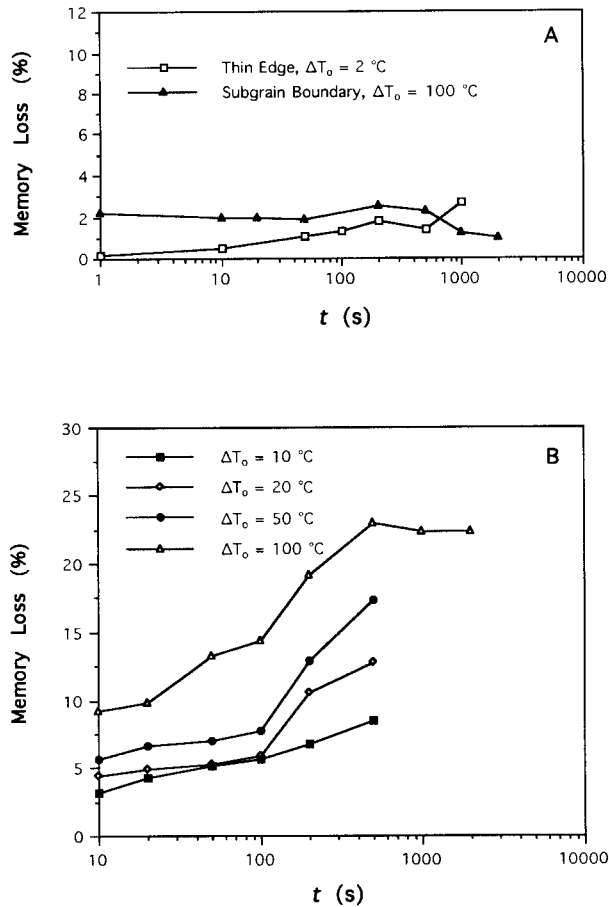 12
10
8
6
4
2
0
Memory Loss (%)
A
Thin Edge, ΔTₒ = 2 °C
Subgrain Boundary, ΔTₒ = 100 °C
1
10
100
1000
10000
t (s)
30
25
20
15
10
5
0
Memory Loss (%)
B
ΔTₒ = 10 °C
ΔTₒ = 20 °C
ΔTₒ = 50 °C
ΔTₒ = 100 °C
10
100
1000
10000
t (s)